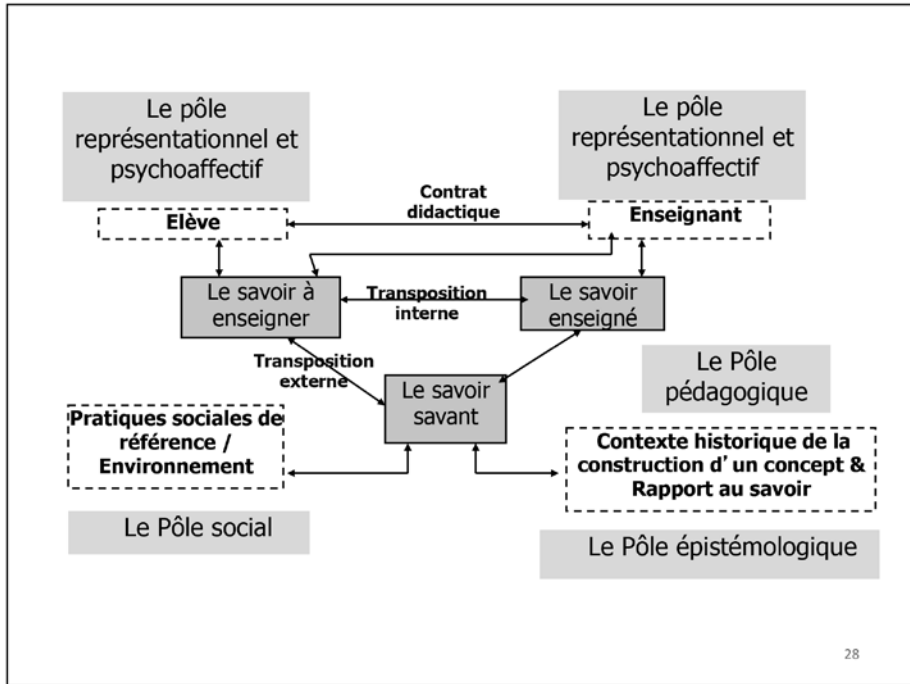 Le pôle
représentationnel et
psychoaffectif
Le pôle
représentationnel et
psychoaffectif
Contrat
didactique
Elève
Enseignant
Le savoir à
enseigner
Transposition
interne
Le savoir
enseigné
Transposition
externe
Le savoir
savant
Le Pôle
pédagogique
Pratiques sociales de
référence /
Environnement
Contexte historique de la
construction d' un concept &
Rapport au savoir
Le Pôle social
Le Pôle épistémologique
28